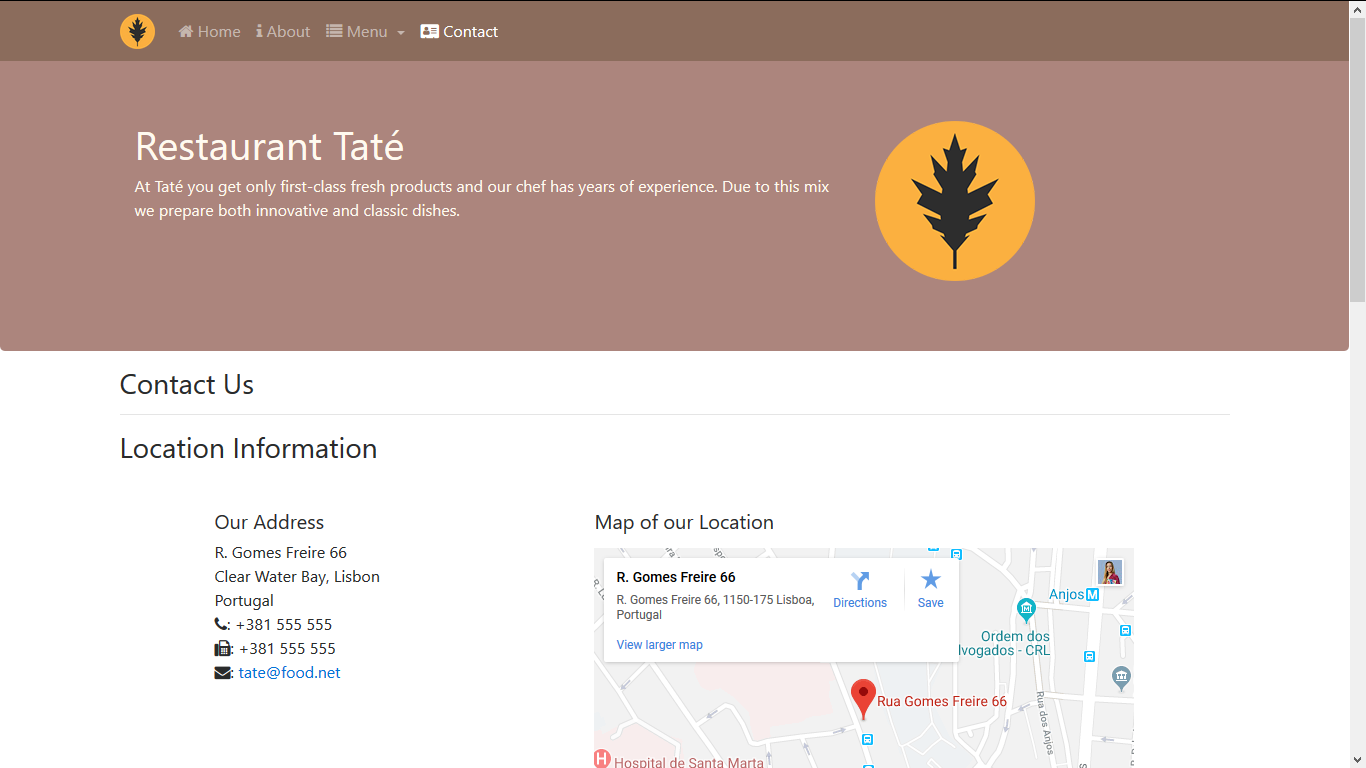 Home About Menu Contact
Restaurant Taté
At Taté you get only first-class fresh products and our chef has years of experience. Due to this mix
we prepare both innovative and classic dishes.
Contact Us
Location Information
Our Address
R. Gomes Freire 66
Clear Water Bay, Lisbon
Portugal
: +381 555 555
: +381 555 555
: tate@food.net
Map of our Location
R. Gomes Freire 66
R. Gomes Freire 66, 1150-175 Lisboa,
Portugal
View larger map
Directions
Save
Anjos M
Ordem dos
lvogados - CRL
Rua Gomes Freire 66
Rua dos Anjos
H Hospital de Santa Marta